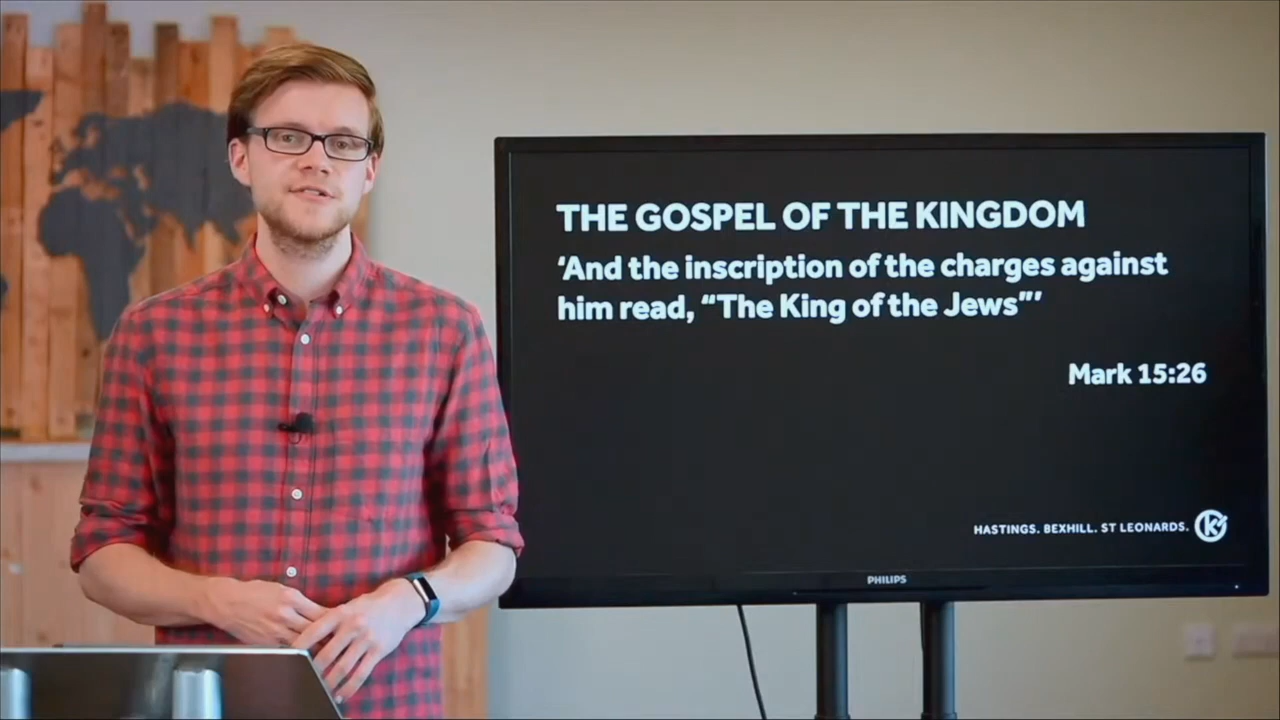 THE GOSPEL OF THE KINGDOM
‘And the inscription of the charges against
him read, “The King of the Jews”’
Mark 15:26
HASTINGS. BEXHILL. ST LEONARDS.
K
PHILIPS